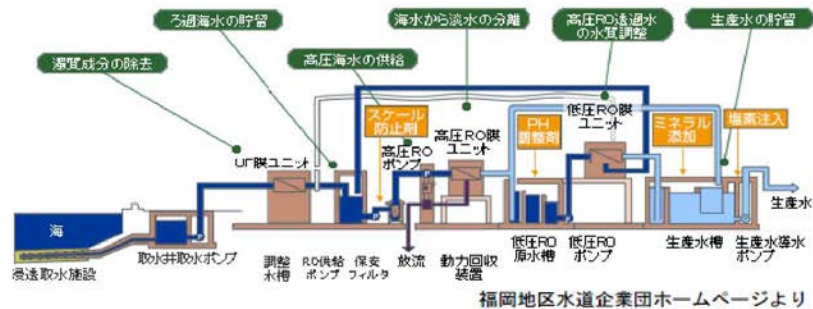 ろ過海水の貯留
海水から淡水の分離
高圧RO透過水
の水質調整
生産水の貯留
濁質成分の除去
高圧海水の供給
スケール
防止剤
PH
調整剤
低圧RO膜
ユニット
ミネラル
添加
塩素注入
UF膜ユニット
高圧RO
ポンプ
高圧RO膜
ユニット
海
生産水
浸透取水施設
取水井取水ポンプ
調整
水槽
RO供給
ポンプ
保安
フィルタ
放流
動力回収
装置
低圧RO
原水槽
低圧RO
ポンプ
生産水槽
生産水導水
ポンプ
福岡地区水道企業団ホームページより